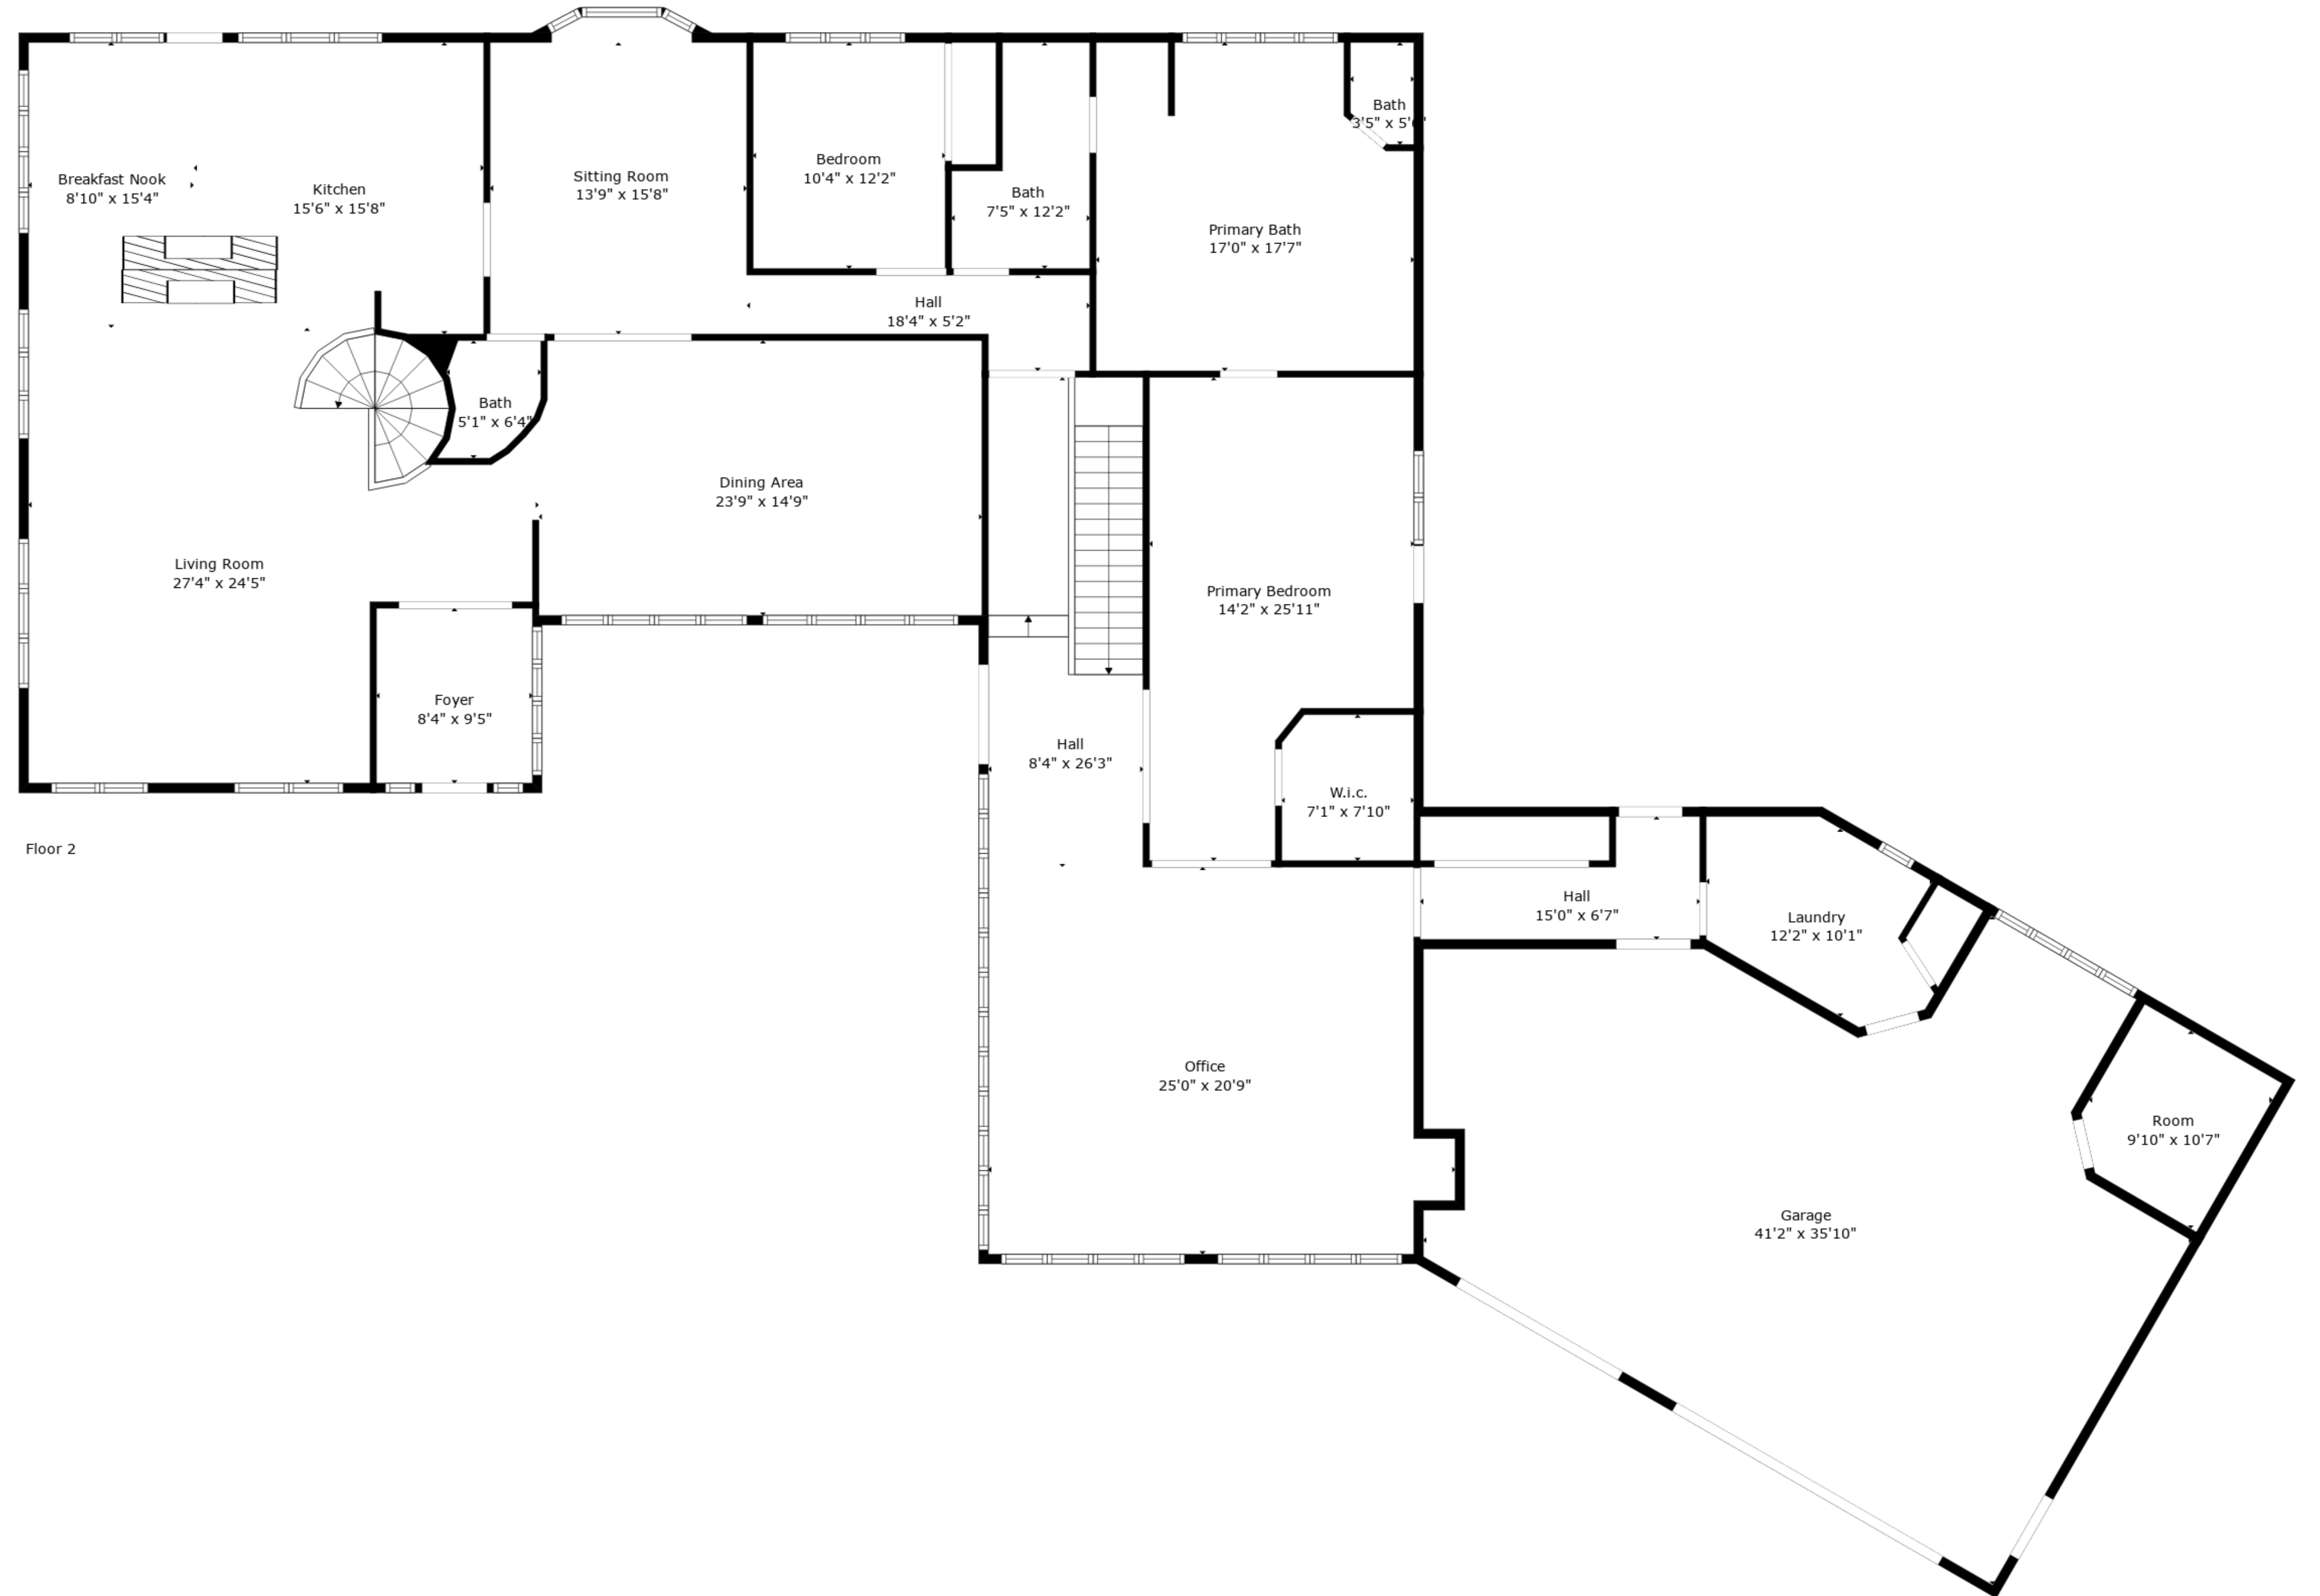 Breakfast Nook
8'10" x 15'4"
Kitchen
15'6" x 15'8"
Sitting Room
13'9" x 15'8"
Bedroom
10'4" x 12'2"
Bath
7'5" x 12'2"
Bath
3'5" x 5'6"
Primary Bath
17'0" x 17'7"
Hall
18'4" x 5'2"
Bath
5'1" x 6'4"
Dining Area
23'9" x 14'9"
Living Room
27'4" x 24'5"
Primary Bedroom
14'2" x 25'11"
Foyer
8'4" x 9'5"
Hall
8'4" x 26'3"
W.i.c.
7'1" x 7'10"
Floor 2
Hall
15'0" x 6'7"
Laundry
12'2" x 10'1"
Office
25'0" x 20'9"
Room
9'10" x 10'7"
Garage
41'2" x 35'10"